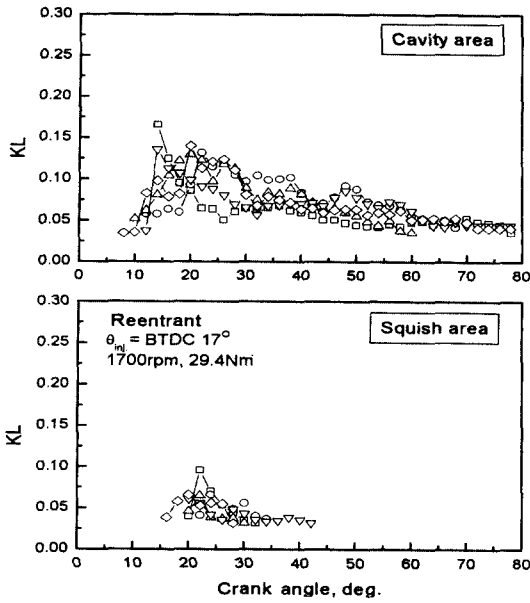 0.30
Cavity area
0.25
0.20
KL
0.15
0.10
0.05
0.00
0 10 20 30 40 50 60 70 80
0.30
Reentrant
Squish area
θinj. = BTDC 17°
0.25
1700rpm, 29.4Nm
0.20
KL
0.15
0.10
0.05
0.00
0 10 20 30 40 50 60 70 80
Crank angle, deg.